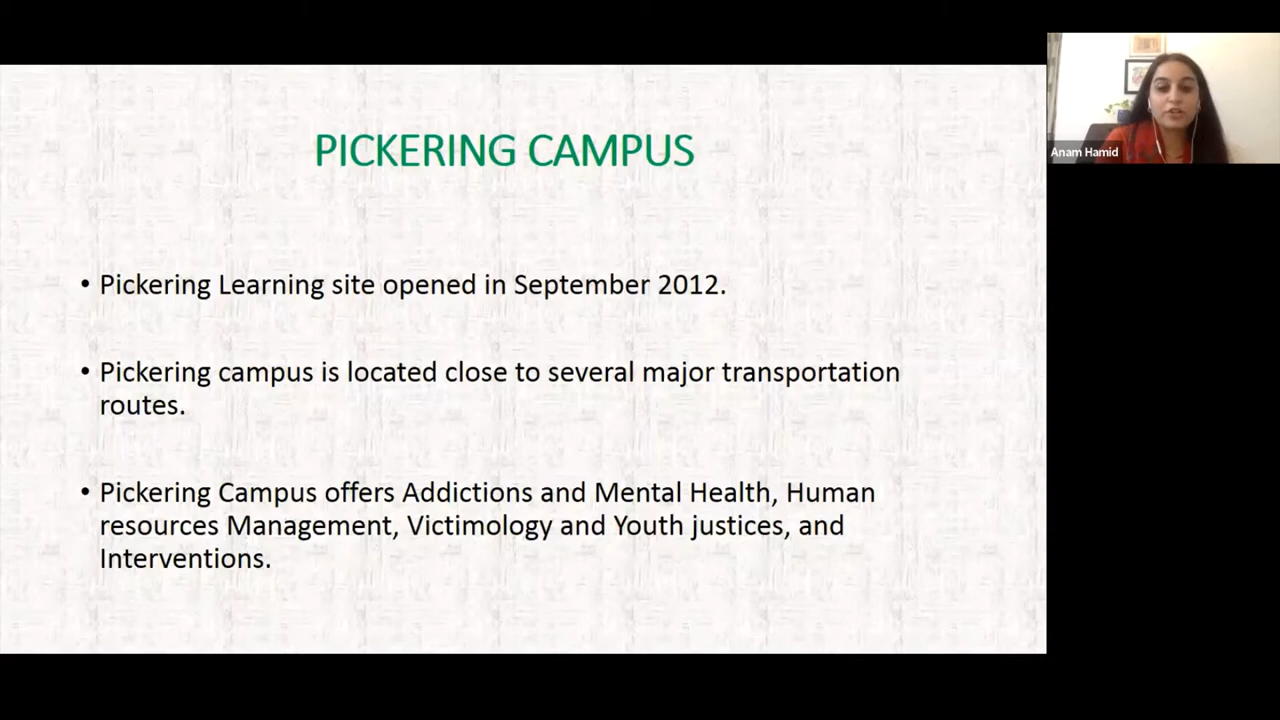 PICKERING CAMPUS
• Pickering Learning site opened in September 2012.
• Pickering campus is located close to several major transportation
routes.
• Pickering Campus offers Addictions and Mental Health, Human
resources Management, Victimology and Youth justices, and
Interventions.
Anam Hamid